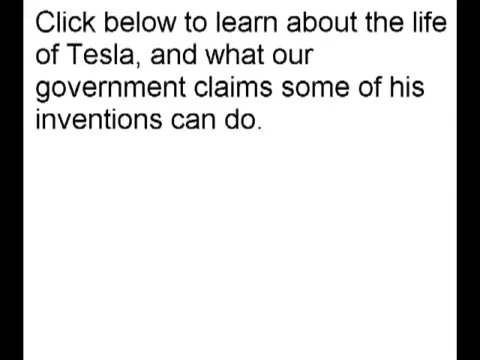 Click below to learn about the life
of Tesla, and what our
government claims some of his
inventions can do.